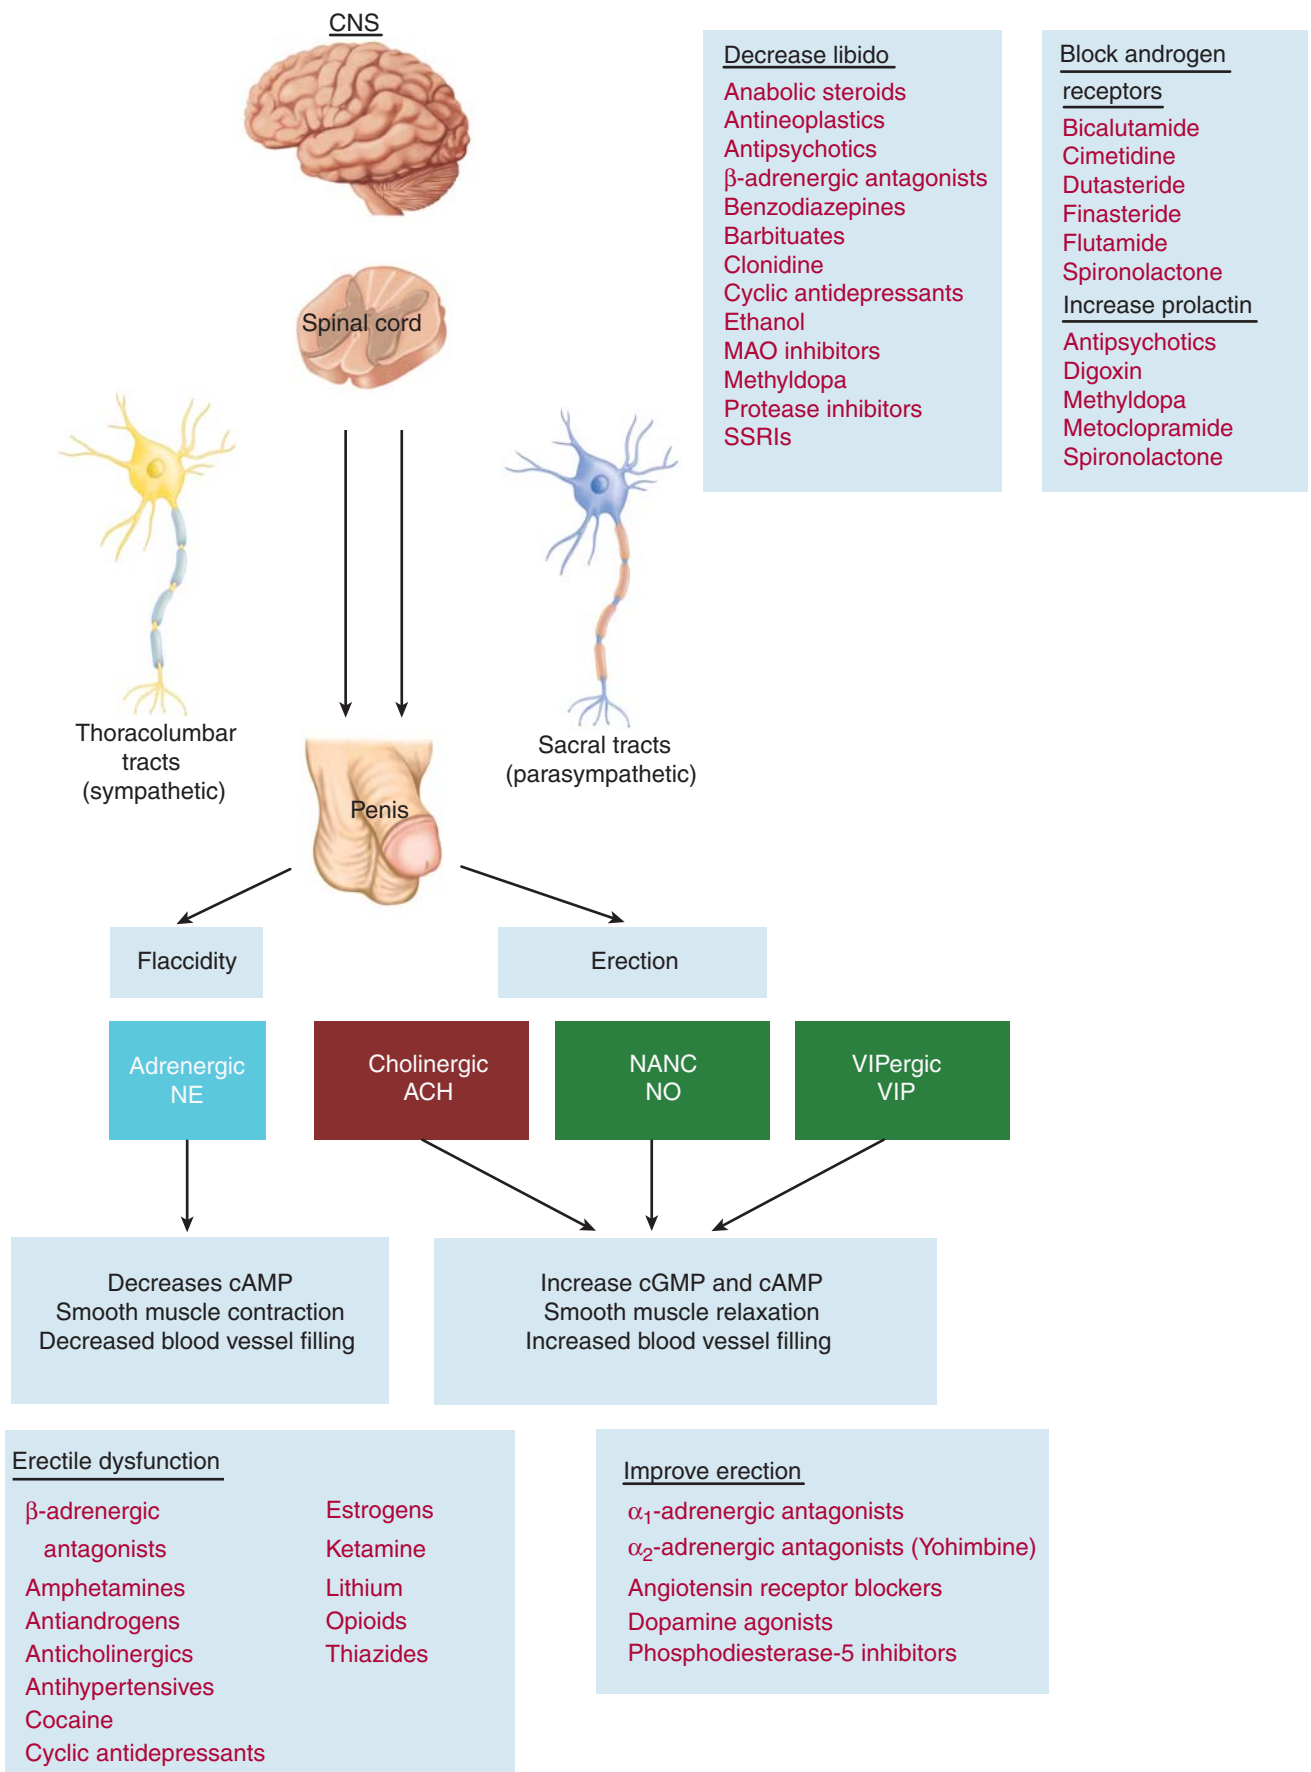 CNS
Decrease libido
Anabolic steroids
Antineoplastics
Antipsychotics
β-adrenergic antagonists
Benzodiazepines
Barbituates
Clonidine
Cyclic antidepressants
Ethanol
MAO inhibitors
Methyldopa
Protease inhibitors
SSRIs
Block androgen
receptors
Bicalutamide
Cimetidine
Dutasteride
Finasteride
Flutamide
Spironolactone
Increase prolactin
Antipsychotics
Digoxin
Methyldopa
Metoclopramide
Spironolactone
Spinal cord
Thoracolumbar
tracts
(sympathetic)
Sacral tracts
(parasympathetic)
Penis
Flaccidity
Erection
Adrenergic
NE
Cholinergic
ACH
NANC
NO
VIPergic
VIP
Decreases cAMP
Smooth muscle contraction
Decreased blood vessel filling
Increase cGMP and cAMP
Smooth muscle relaxation
Increased blood vessel filling
Erectile dysfunction
β-adrenergic
antagonists
Amphetamines
Antiandrogens
Anticholinergics
Antihypertensives
Cocaine
Cyclic antidepressants
Estrogens
Ketamine
Lithium
Opioids
Thiazides
Improve erection
α₁-adrenergic antagonists
α₂-adrenergic antagonists (Yohimbine)
Angiotensin receptor blockers
Dopamine agonists
Phosphodiesterase-5 inhibitors